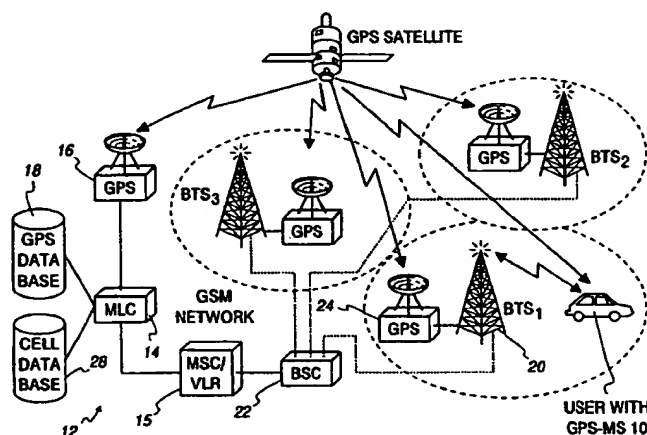 GPS SATELLITE
16
GPS
18
GPS
DATA
BASE
CELL
DATA
BASE
28
12
MLC
14
GSM
NETWORK
MSC/
VLR
15
BSC
22
BTS3
GPS
GPS
BTS2
24
GPS
BTS1
20
USER WITH
GPS-MS 10